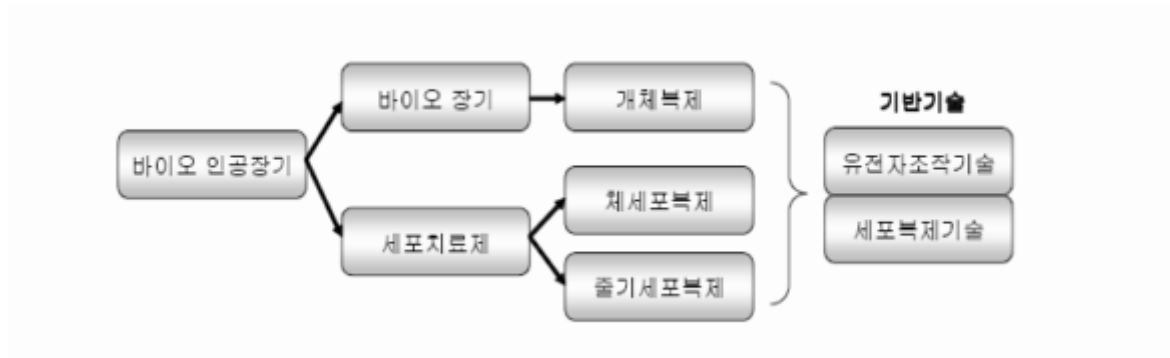 바이오 인공장기
바이오 장기
세포치료제
개체복제
체세포복제
줄기세포복제
기반기술
유전자조작기술
세포복제기술